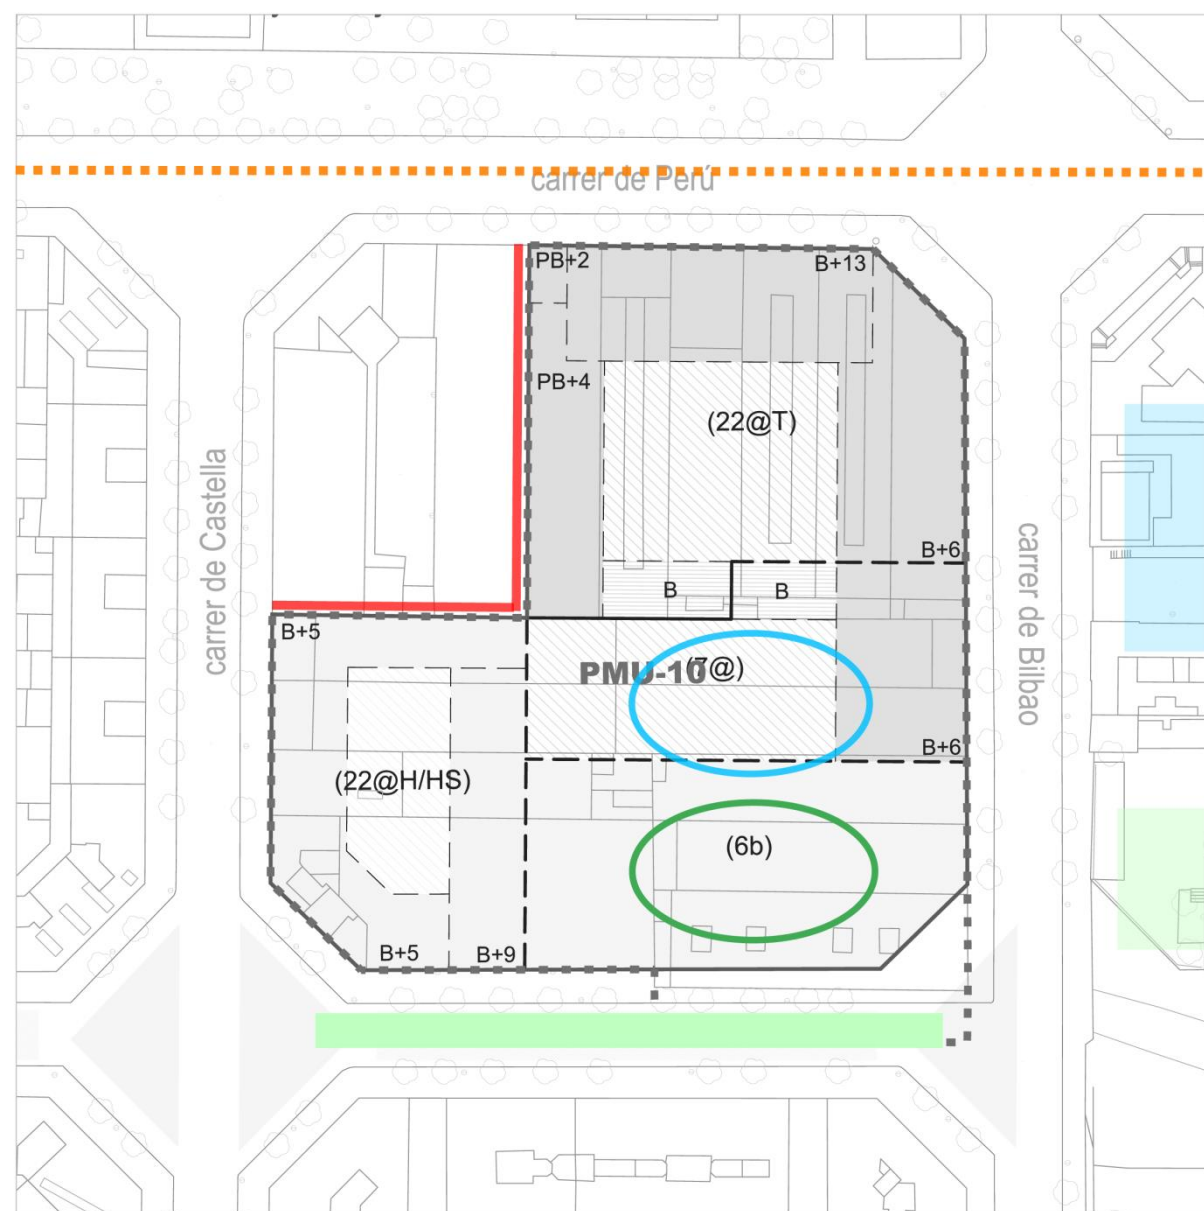 carrer de Perú
PB+2
B+13
PB+4
(22@T)
carrer de Castella
B+6
B
B
carrer de Bilbao
B+5
PMU-10
(7@)
B+6
(22@H/HS)
(6b)
B+5
B+9